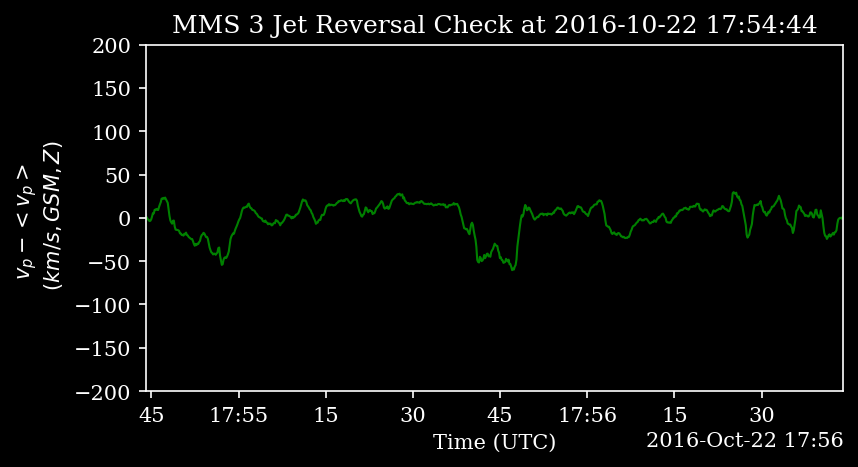 MMS 3 Jet Reversal Check at 2016-10-22 17:54:44
200
150
100
50
0
−50
−100
−150
−200
v_p − <v_p>
(km/s, GSM, Z)
45 17:55 15 30 45 17:56 15 30
Time (UTC)
2016-Oct-22 17:56